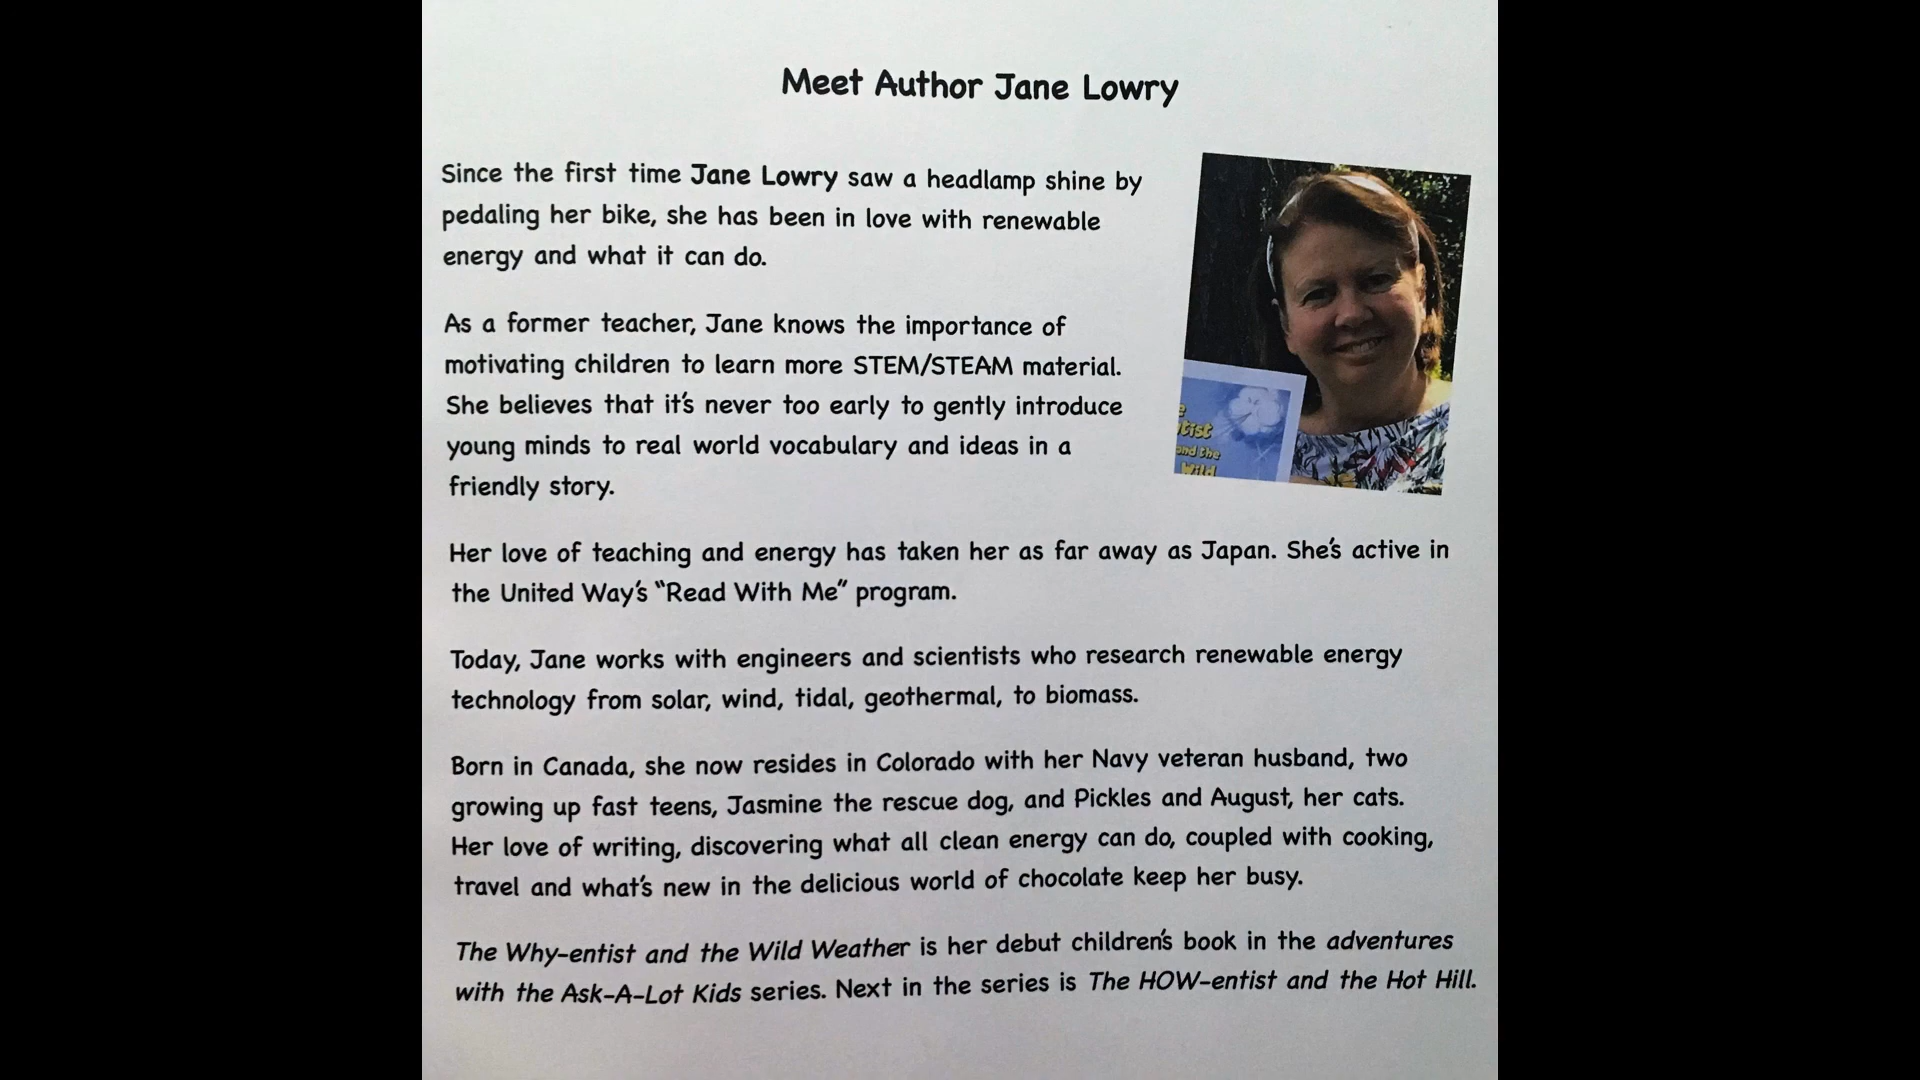 Meet Author Jane Lowry
Since the first time Jane Lowry saw a headlamp shine by
pedaling her bike, she has been in love with renewable
energy and what it can do.
As a former teacher, Jane knows the importance of
motivating children to learn more STEM/STEAM material.
She believes that it's never too early to gently introduce
young minds to real world vocabulary and ideas in a
friendly story.
e
tist
and the
Wild
Her love of teaching and energy has taken her as far away as Japan. She's active in
the United Way's “Read With Me” program.
Today, Jane works with engineers and scientists who research renewable energy
technology from solar, wind, tidal, geothermal, to biomass.
Born in Canada, she now resides in Colorado with her Navy veteran husband, two
growing up fast teens, Jasmine the rescue dog, and Pickles and August, her cats.
Her love of writing, discovering what all clean energy can do, coupled with cooking,
travel and what's new in the delicious world of chocolate keep her busy.
The Why-entist and the Wild Weather is her debut children's book in the adventures
with the Ask-A-Lot Kids series. Next in the series is The HOW-entist and the Hot Hill.